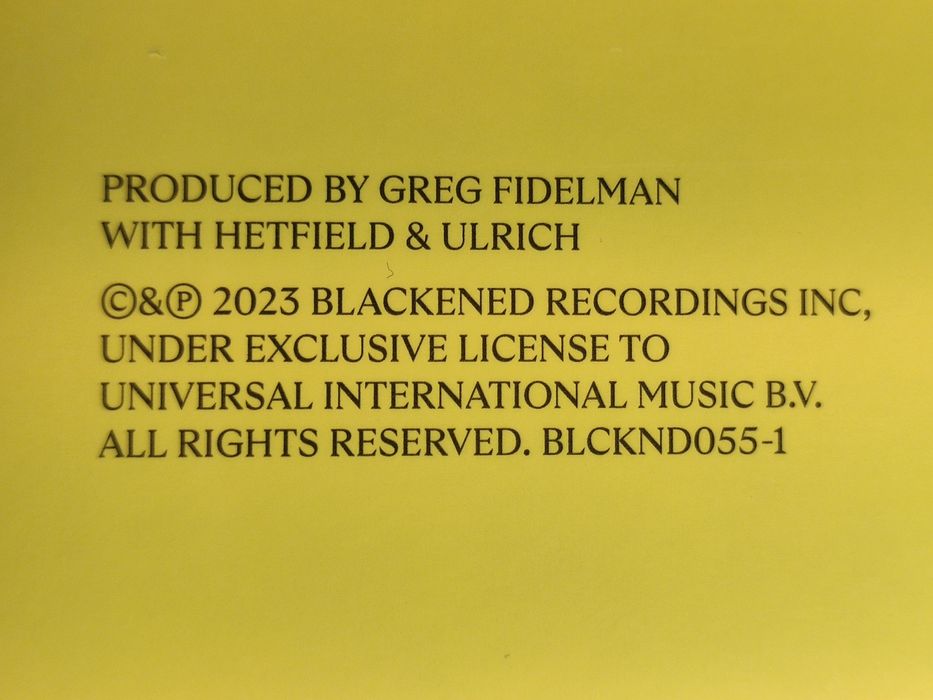 PRODUCED BY GREG FIDELMAN
WITH HETFIELD & ULRICH
©&℗ 2023 BLACKENED RECORDINGS INC,
UNDER EXCLUSIVE LICENSE TO
UNIVERSAL INTERNATIONAL MUSIC B.V.
ALL RIGHTS RESERVED. BLCKND055-1